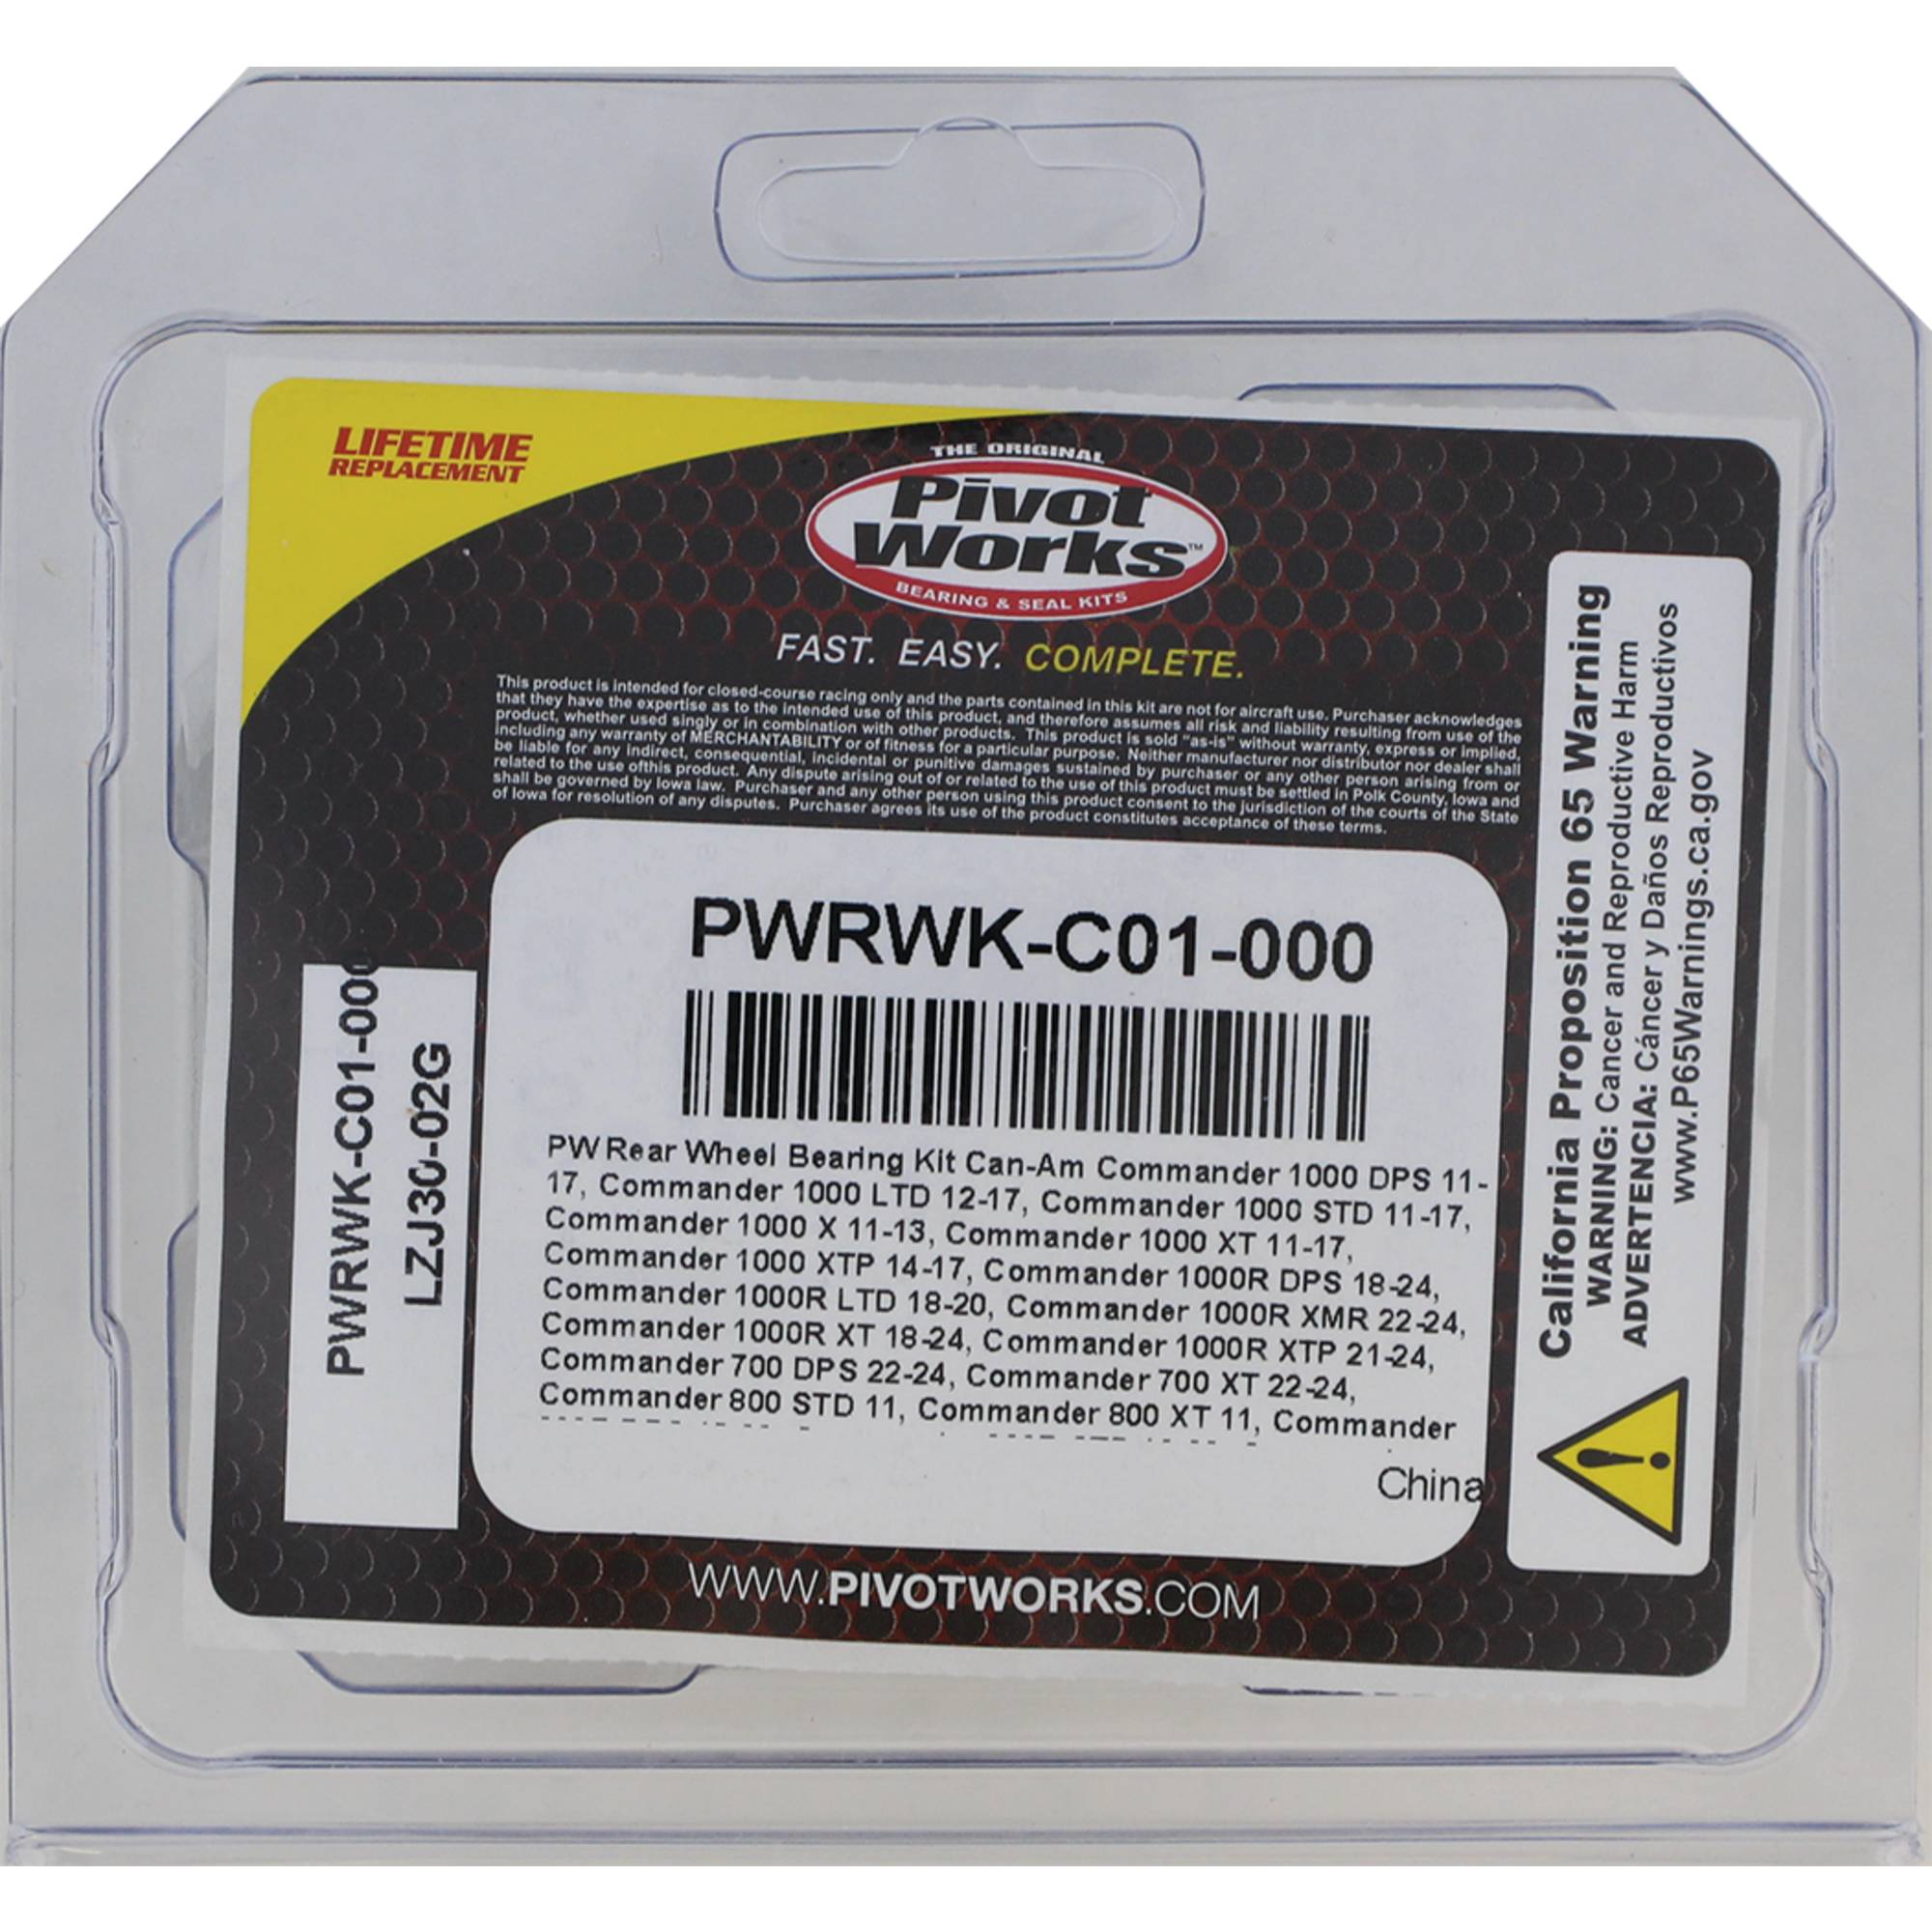 LIFETIME
REPLACEMENT
THE ORIGINAL
Pivot
Works™
BEARING & SEAL KITS
FAST. EASY. COMPLETE.
This product is intended for closed-course racing only and the parts contained in this kit are not for aircraft use. Purchaser acknowledges
that they have the expertise as to the intended use of this product, and therefore assumes all risk and liability resulting from use of the
product, whether used singly or in combination with other products. This product is sold "as-is" without warranty, express or implied,
including any warranty of MERCHANTABILITY or of fitness for a particular purpose. Neither manufacturer nor distributor nor dealer shall
be liable for any indirect, consequential, incidental or punitive damages sustained by purchaser or any other person arising from or
related to the use ofthis product. Any dispute arising out of or related to the use of this product must be settled in Polk County, Iowa and
shall be governed by Iowa law. Purchaser and any other person using this product consent to the jurisdiction of the courts of the State
of Iowa for resolution of any disputes. Purchaser agrees its use of the product constitutes acceptance of these terms.
PWRWK-C01-000
PW Rear Wheel Bearing Kit Can-Am Commander 1000 DPS 11-
17, Commander 1000 LTD 12-17, Commander 1000 STD 11-17,
Commander 1000 X 11-13, Commander 1000 XT 11-17,
Commander 1000 XTP 14-17, Commander 1000R DPS 18-24,
Commander 1000R LTD 18-20, Commander 1000R XMR 22-24,
Commander 1000R XT 18-24, Commander 1000R XTP 21-24,
Commander 700 DPS 22-24, Commander 700 XT 22-24,
Commander 800 STD 11, Commander 800 XT 11, Commander
China
PWRWK-C01-000
LZJ30-02G
California Proposition 65 Warning
WARNING: Cancer and Reproductive Harm
ADVERTENCIA: Cáncer y Daños Reproductivos
www.P65Warnings.ca.gov
WWW.PIVOTWORKS.COM